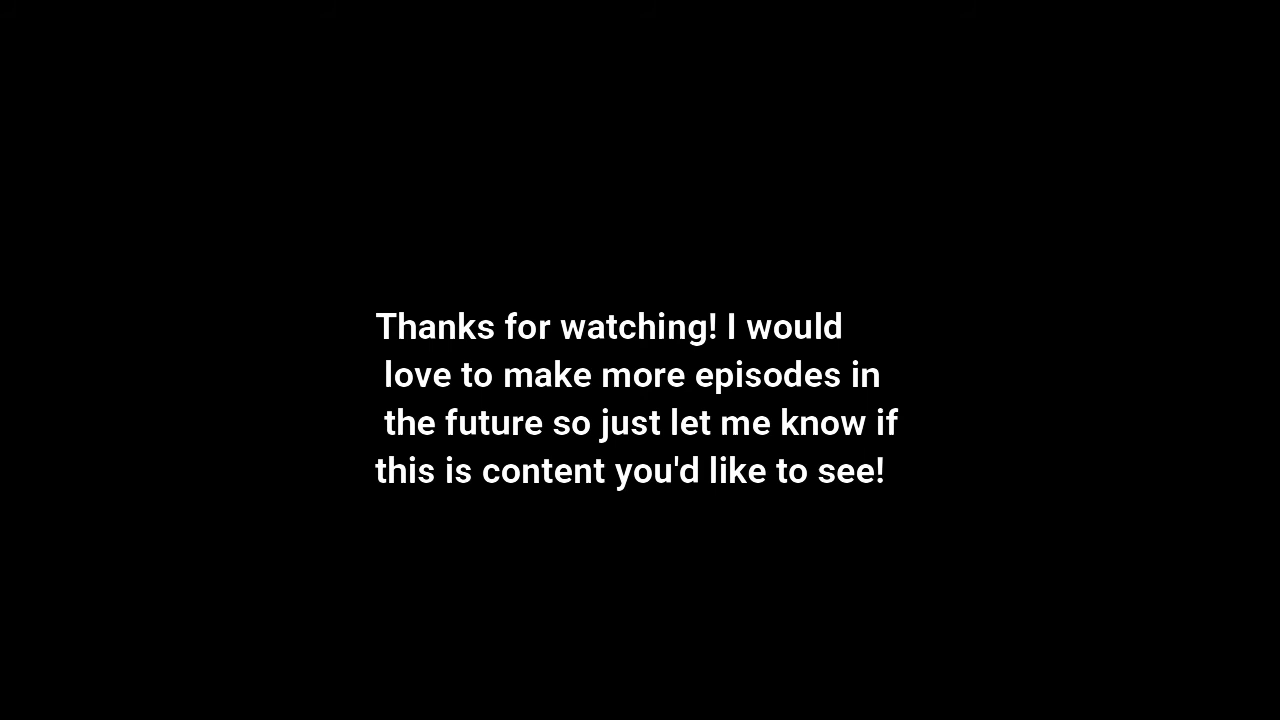 Thanks for watching! I would
love to make more episodes in
the future so just let me know if
this is content you'd like to see!